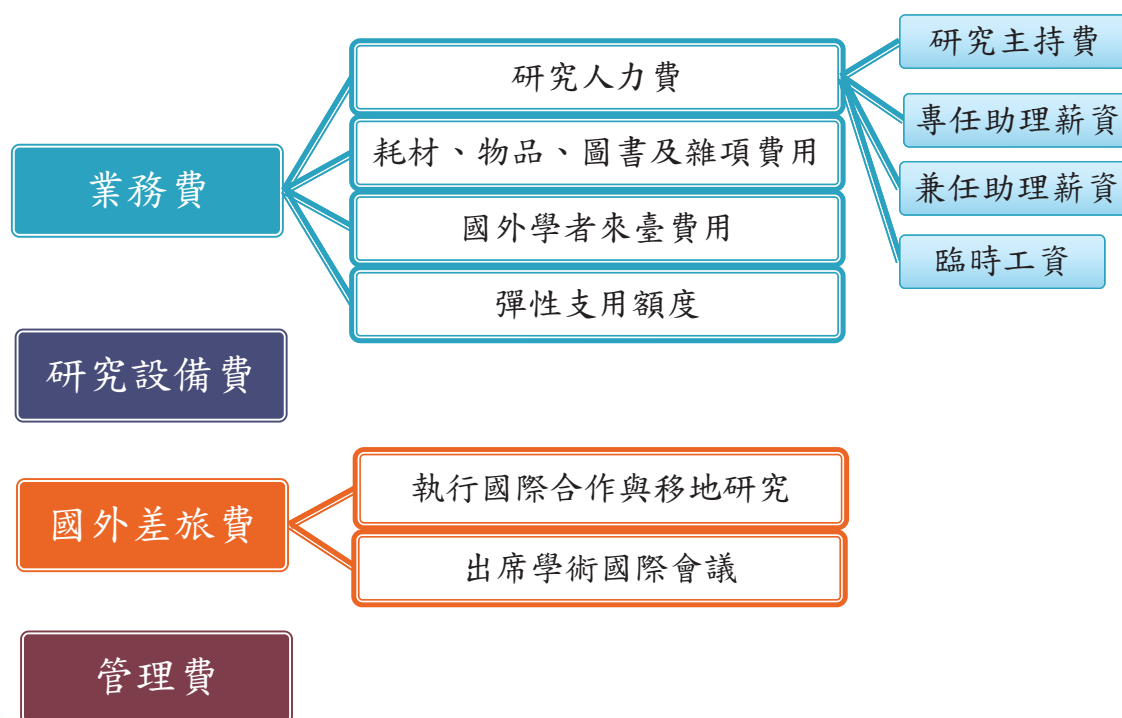 業務費
研究人力費
研究主持費
專任助理薪資
兼任助理薪資
臨時工資
耗材、物品、圖書及雜項費用
國外學者來臺費用
彈性支用額度
研究設備費
國外差旅費
執行國際合作與移地研究
出席學術國際會議
管理費